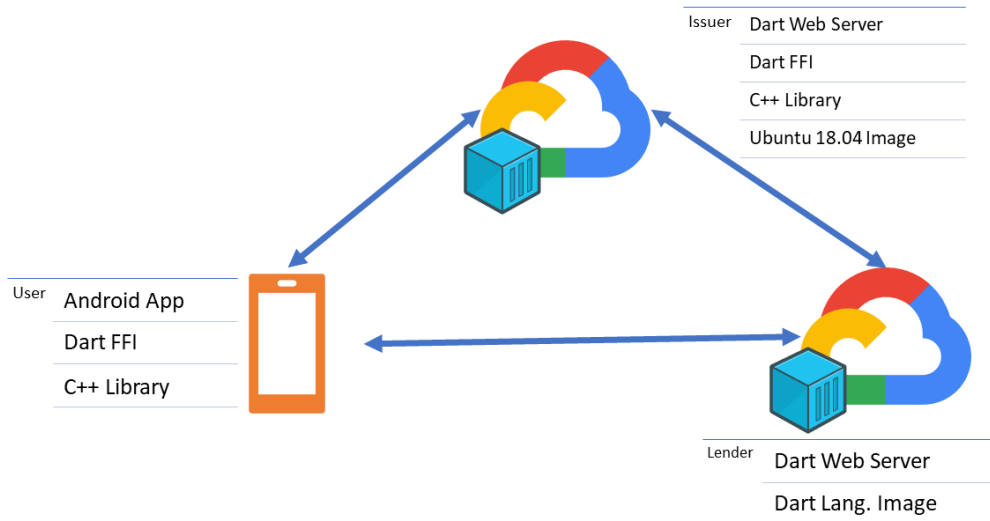 Issuer
Dart Web Server
Dart FFI
C++ Library
Ubuntu 18.04 Image
User
Android App
Dart FFI
C++ Library
Lender
Dart Web Server
Dart Lang. Image